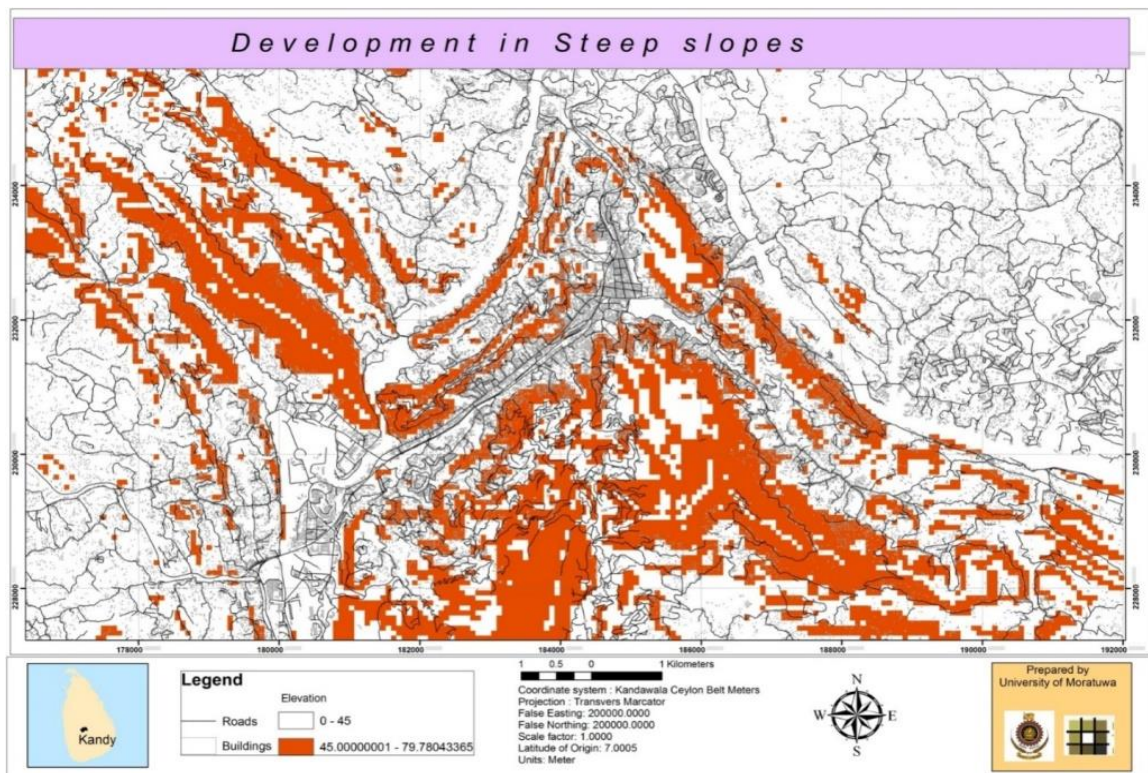 Development in Steep slopes
234000
232000
230000
228000
234000
232000
230000
228000
178000
180000
182000
184000
186000
188000
190000
192000
Kandy
Legend
Elevation
Roads
0 - 45
Buildings
45.00000001 - 79.78043365
1 0.5 0 1 Kilometers
Coordinate system : Kandawala Ceylon Belt Meters
Projection : Transvers Marcator
False Easting: 200000.0000
False Northing: 200000.0000
Scale factor: 1.0000
Latitude of Origin: 7.0005
Units: Meter
N
W
E
S
Prepared by
University of Moratuwa